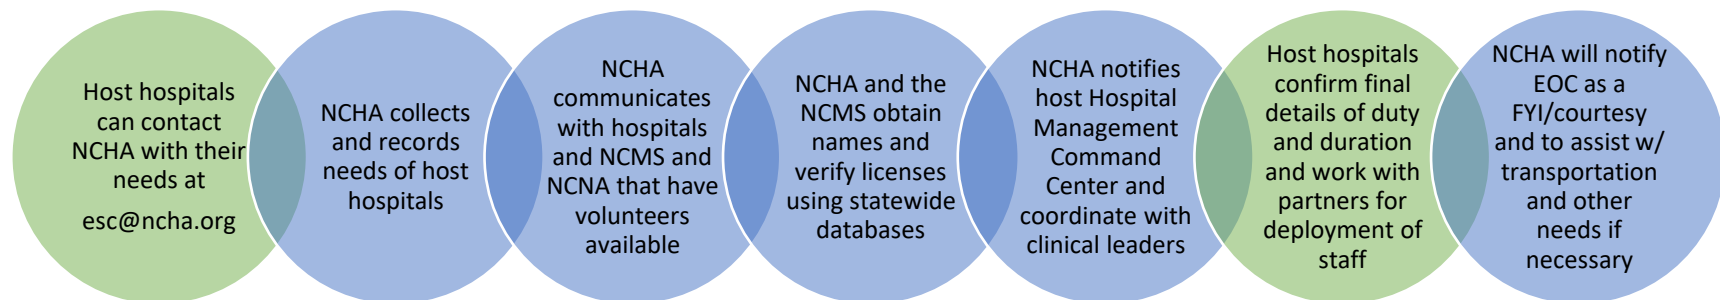 Host hospitals
can contact
NCHA with their
needs at
esc@ncha.org
NCHA collects
and records
needs of host
hospitals
NCHA
communicates
with hospitals
and NCMS and
NCNA that have
volunteers
available
NCHA and the
NCMS obtain
names and
verify licenses
using statewide
databases
NCHA notifies
host Hospital
Management
Command
Center and
coordinate with
clinical leaders
Host hospitals
confirm final
details of duty
and duration
and work with
partners for
deployment of
staff
NCHA will notify
EOC as a
FYI/courtesy
and to assist w/
transportation
and other
needs if
necessary